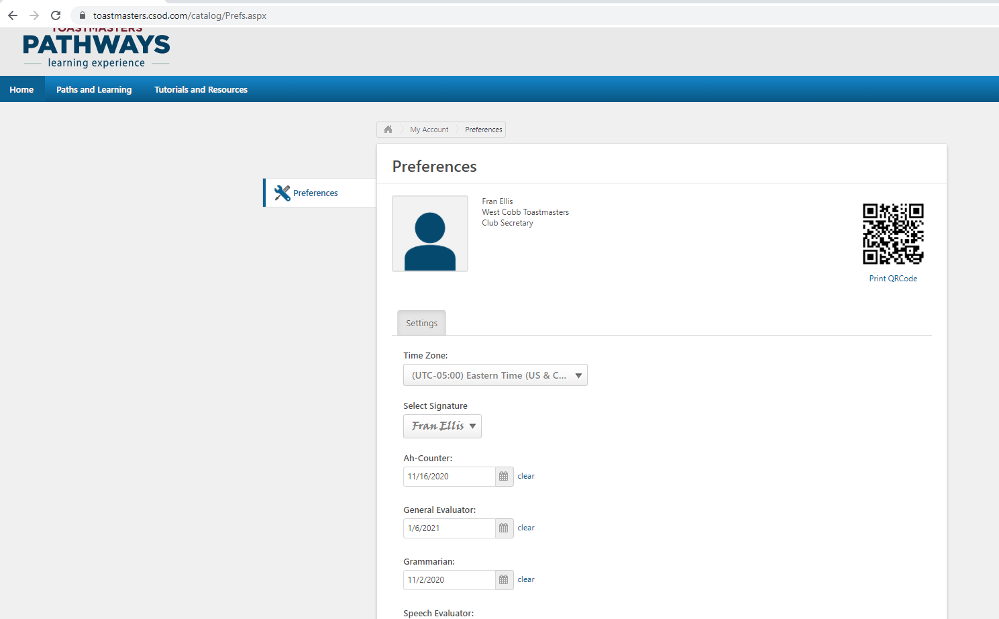 toastmasters.csod.com/catalog/Prefs.aspx
TOASTMASTERS
PATHWAYS
learning experience
Home Paths and Learning Tutorials and Resources
My Account Preferences
Preferences
Preferences
Fran Ellis
West Cobb Toastmasters
Club Secretary
Print QRCode
Settings
Time Zone:
(UTC-05:00) Eastern Time (US & C...
Select Signature
Fran Ellis
Ah-Counter:
11/16/2020 clear
General Evaluator:
1/6/2021 clear
Grammarian:
11/2/2020 clear
Speech Evaluator: